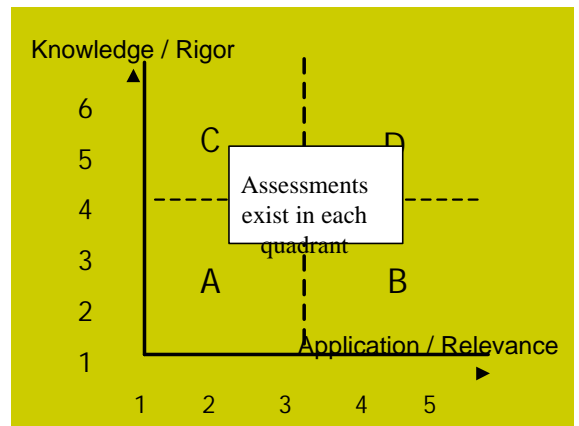 Knowledge / Rigor
6
C
D
5
Assessments
exist in each
quadrant
4
3
A
B
2
Application / Relevance
1
1 2 3 4 5